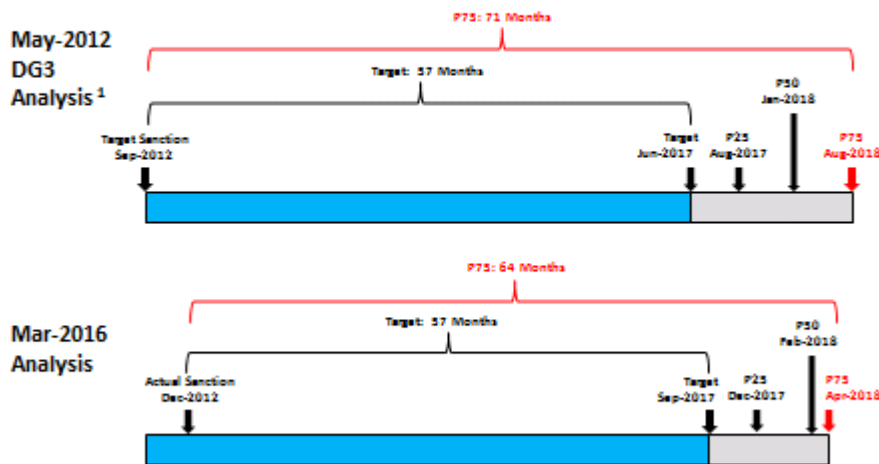 P75: 71 Months
May-2012
DG3
Analysis 1
Target: 57 Months
P50
Jan-2018
Target Sanction
Sep-2012
Target
Jun-2017
P25
Aug-2017
P75
Aug-2018
P75: 64 Months
Mar-2016
Analysis
Target: 57 Months
P50
Feb-2018
Actual Sanction
Dec-2012
Target
Sep-2017
P25
Dec-2017
P75
Apr-2018